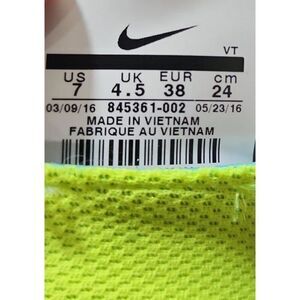 VT
US UK EUR cm
7 4.5 38 24
03/09/16 845361-002 05/23/16
MADE IN VIETNAM
FABRIQUE AU VIETNAM